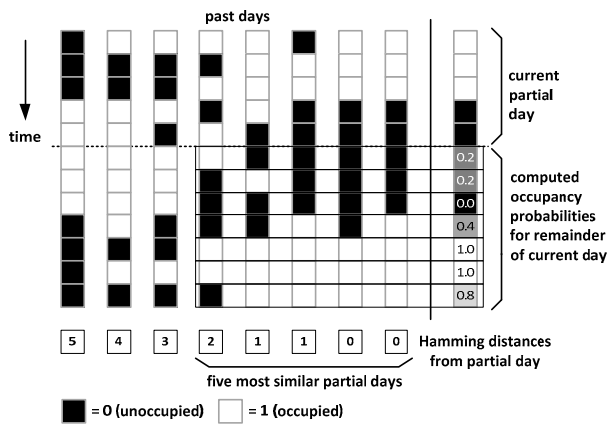 past days
time
current
partial
day
0.2
0.2
0.0
0.4
1.0
1.0
0.8
computed
occupancy
probabilities
for remainder
of current day
5 4 3 2 1 1 0 0
Hamming distances
from partial day
five most similar partial days
= 0 (unoccupied) = 1 (occupied)